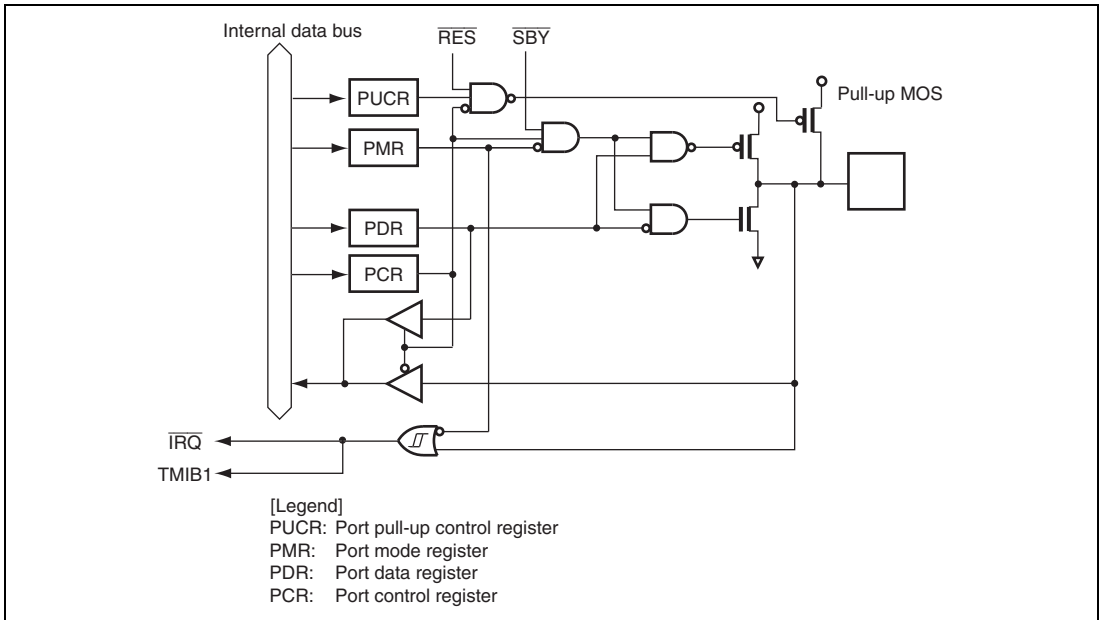 Internal data bus
RES
SBY
PUCR
Pull-up MOS
PMR
PDR
PCR
IRQ
TMIB1
[Legend]
PUCR: Port pull-up control register
PMR: Port mode register
PDR: Port data register
PCR: Port control register